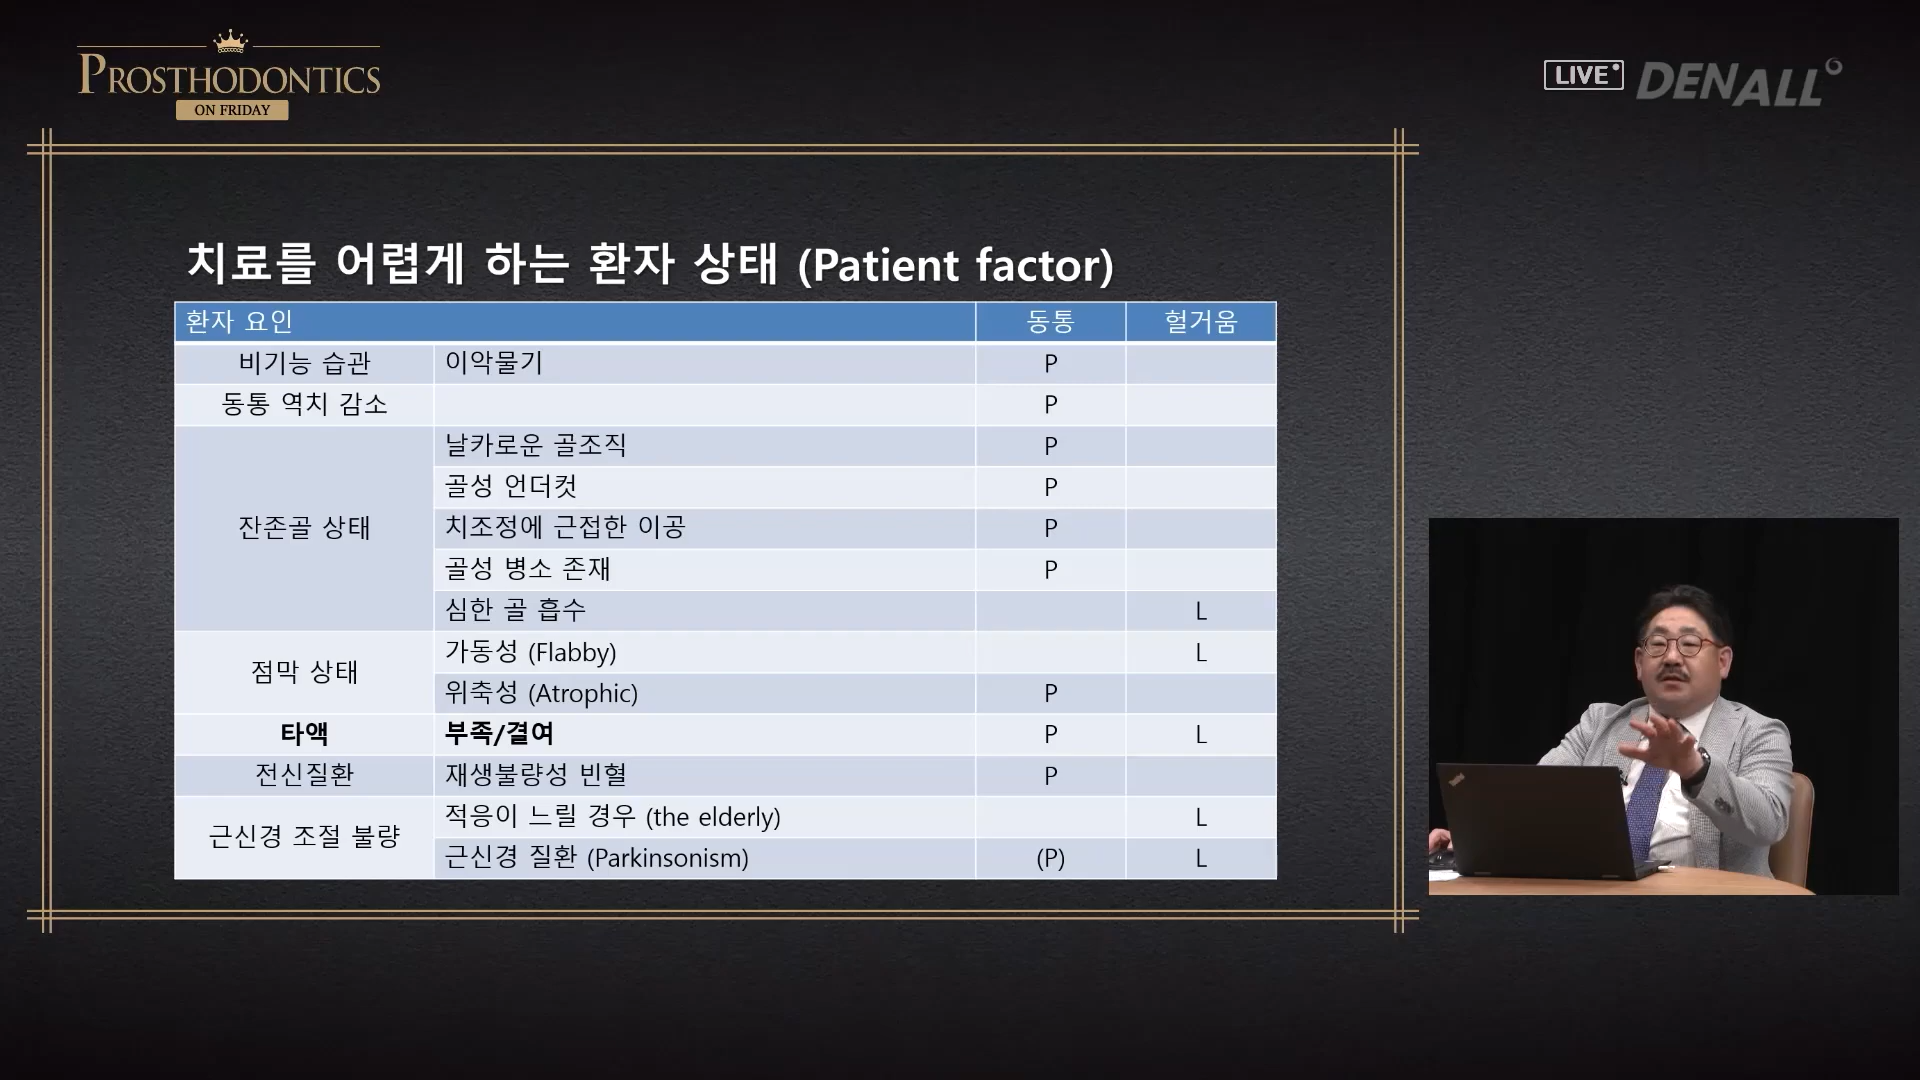 PROSTHODONTICS
ON FRIDAY
LIVE
DENALL
치료를 어렵게 하는 환자 상태 (Patient factor)
환자 요인 동통 헐거움
비기능 습관 이악물기 P
동통 역치 감소 P
잔존골 상태
날카로운 골조직 P
골성 언더컷 P
치조정에 근접한 이공 P
골성 병소 존재 P
심한 골 흡수 L
점막 상태
가동성 (Flabby) L
위축성 (Atrophic) P
타액 부족/결여 P L
전신질환 재생불량성 빈혈 P
근신경 조절 불량
적응이 느릴 경우 (the elderly) L
근신경 질환 (Parkinsonism) (P) L